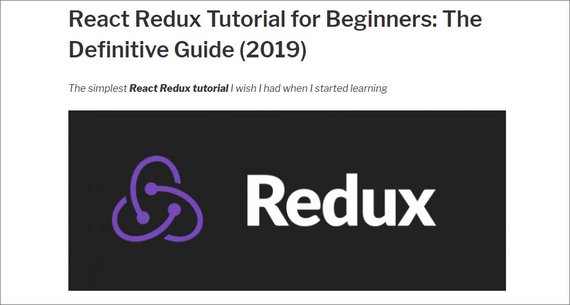 React Redux Tutorial for Beginners: The
Definitive Guide (2019)
The simplest React Redux tutorial I wish I had when I started learning
Redux